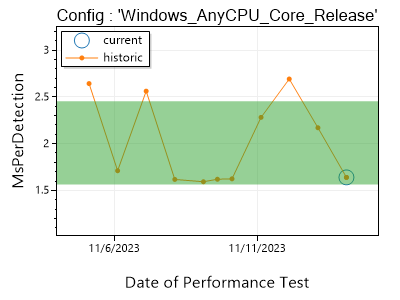 Config : 'Windows_AnyCPU_Core_Release'
current
historic
3
2.5
2
1.5
MsPerDetection
11/6/2023
11/11/2023
Date of Performance Test